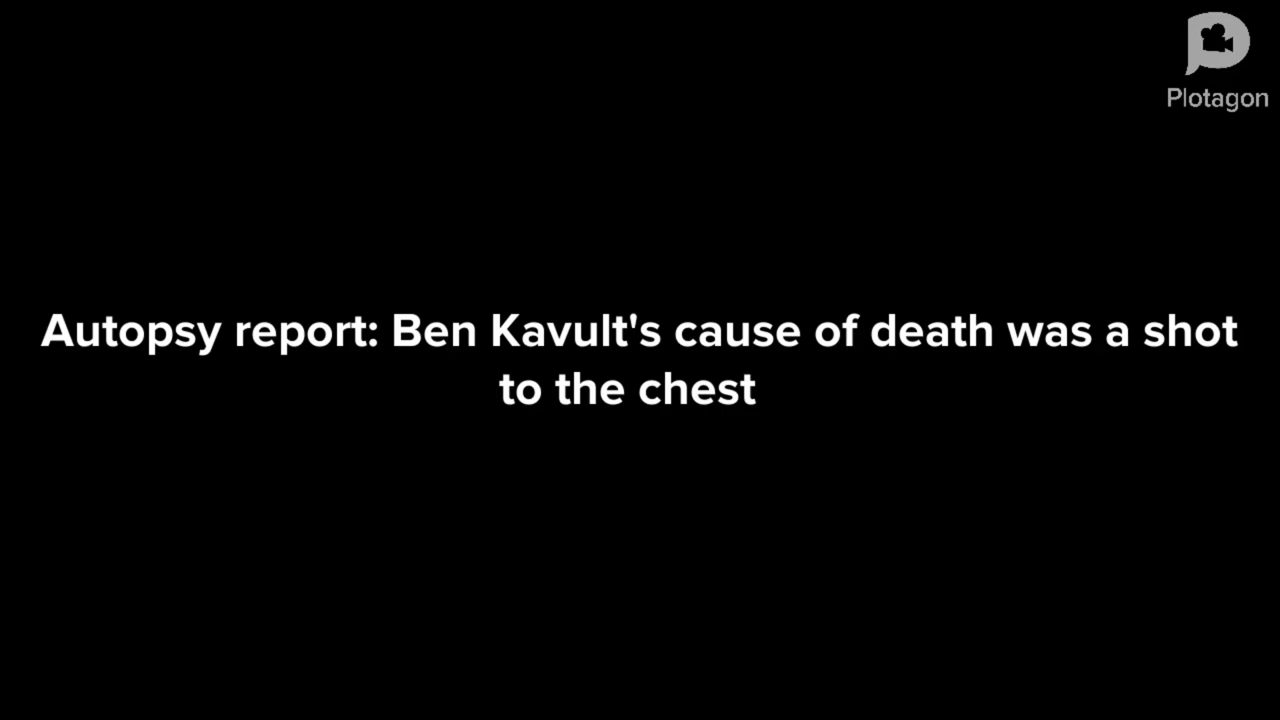 Plotagon
Autopsy report: Ben Kavult's cause of death was a shot
to the chest